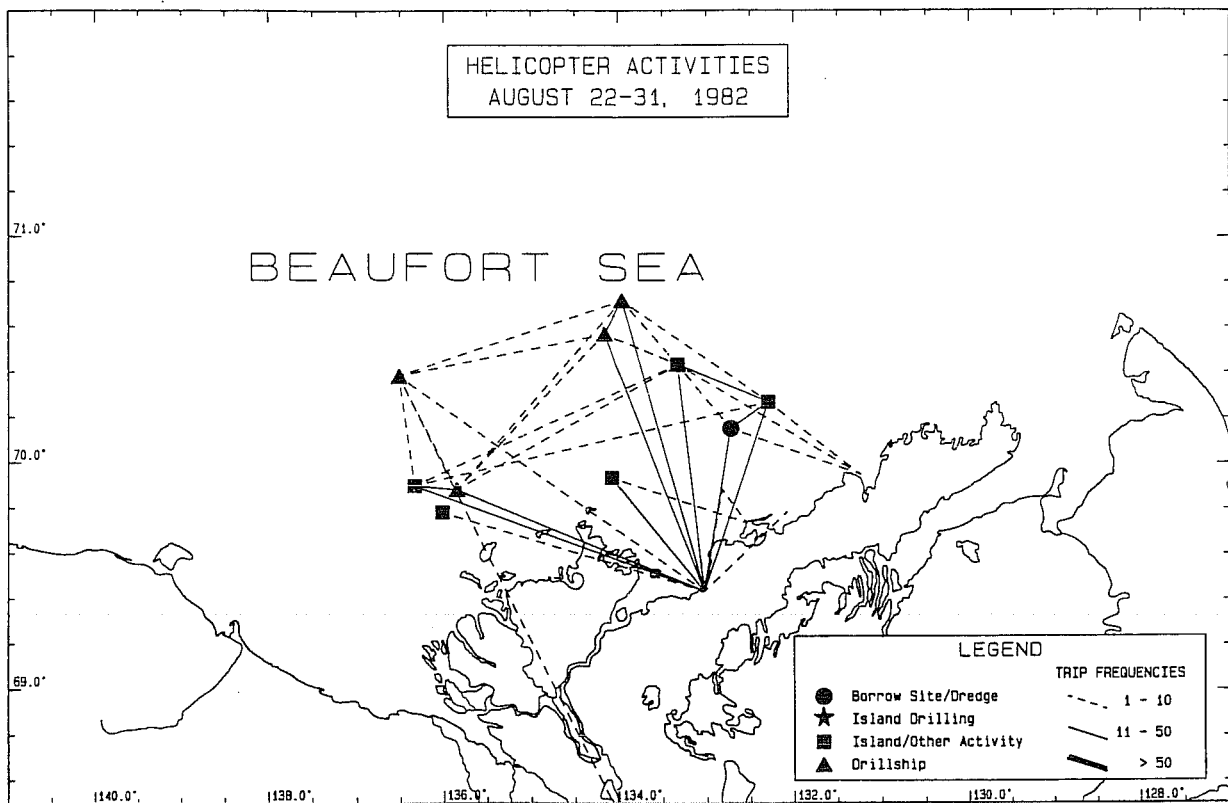 HELICOPTER ACTIVITIES
AUGUST 22-31, 1982
71.0°
BEAUFORT SEA
70.0°
69.0°
LEGEND
TRIP FREQUENCIES
Borrow Site/Dredge
1 - 10
Island Drilling
11 - 50
Island/Other Activity
Drillship
> 50
140.0° 138.0° 136.0° 134.0° 132.0° 130.0° 128.0°